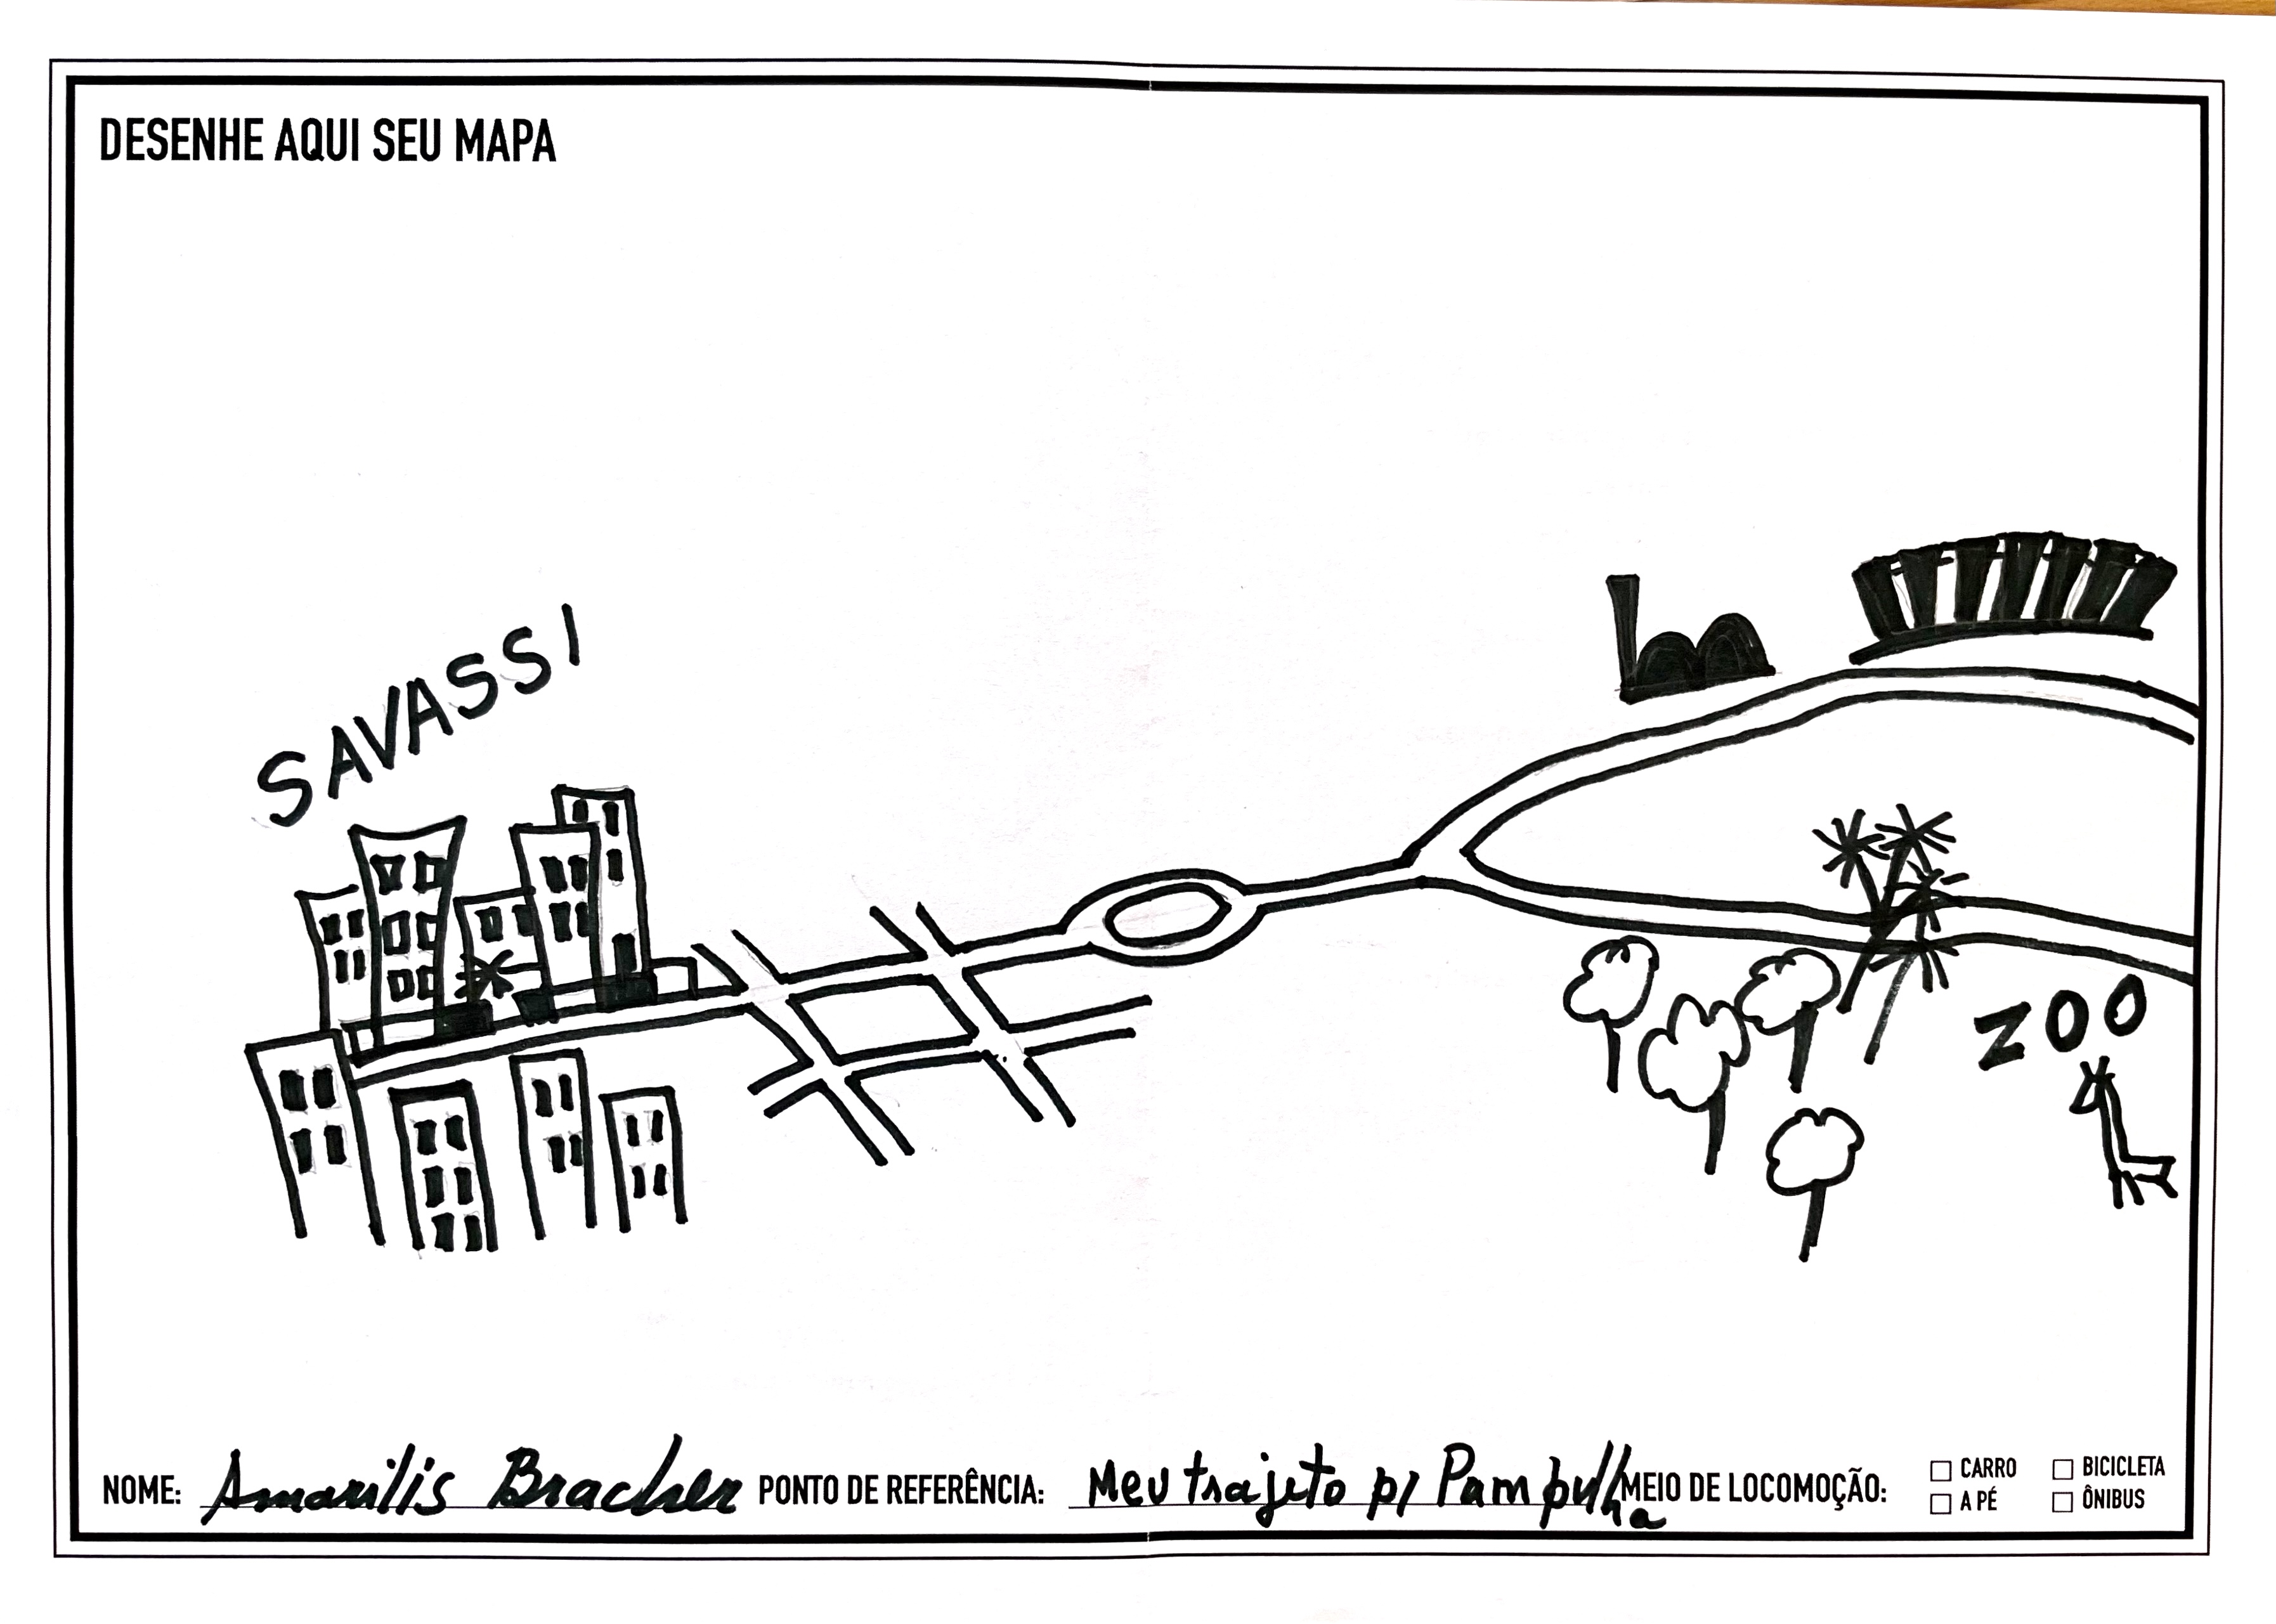 DESENHE AQUI SEU MAPA
SAVASSI
ZOO
NOME: Amarilis Bracher PONTO DE REFERÊNCIA: Meu trajeto p/ Pampulha MEIO DE LOCOMOÇÃO: CARRO BICICLETA
A PÉ ÔNIBUS